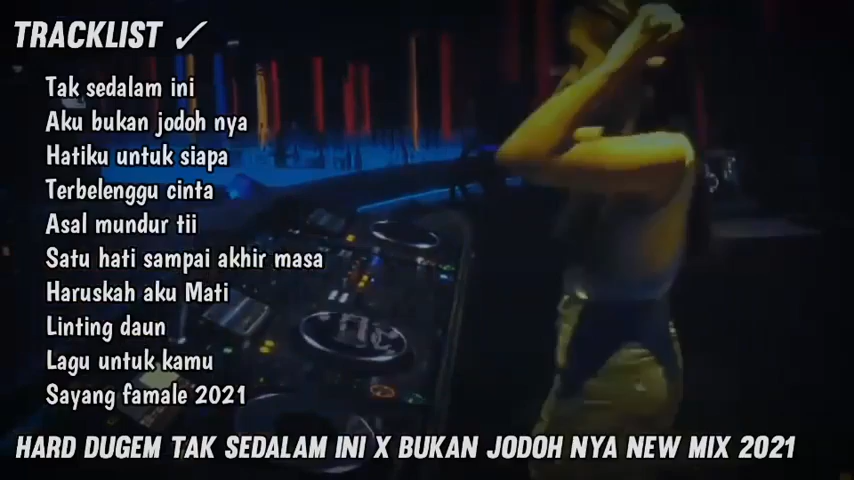 TRACKLIST ✓
Tak sedalam ini
Aku bukan jodoh nya
Hatiku untuk siapa
Terbelenggu cinta
Asal mundur tii
Satu hati sampai akhir masa
Haruskah aku Mati
Linting daun
Lagu untuk kamu
Sayang famale 2021
HARD DUGEM TAK SEDALAM INI X BUKAN JODOH NYA NEW MIX 2021